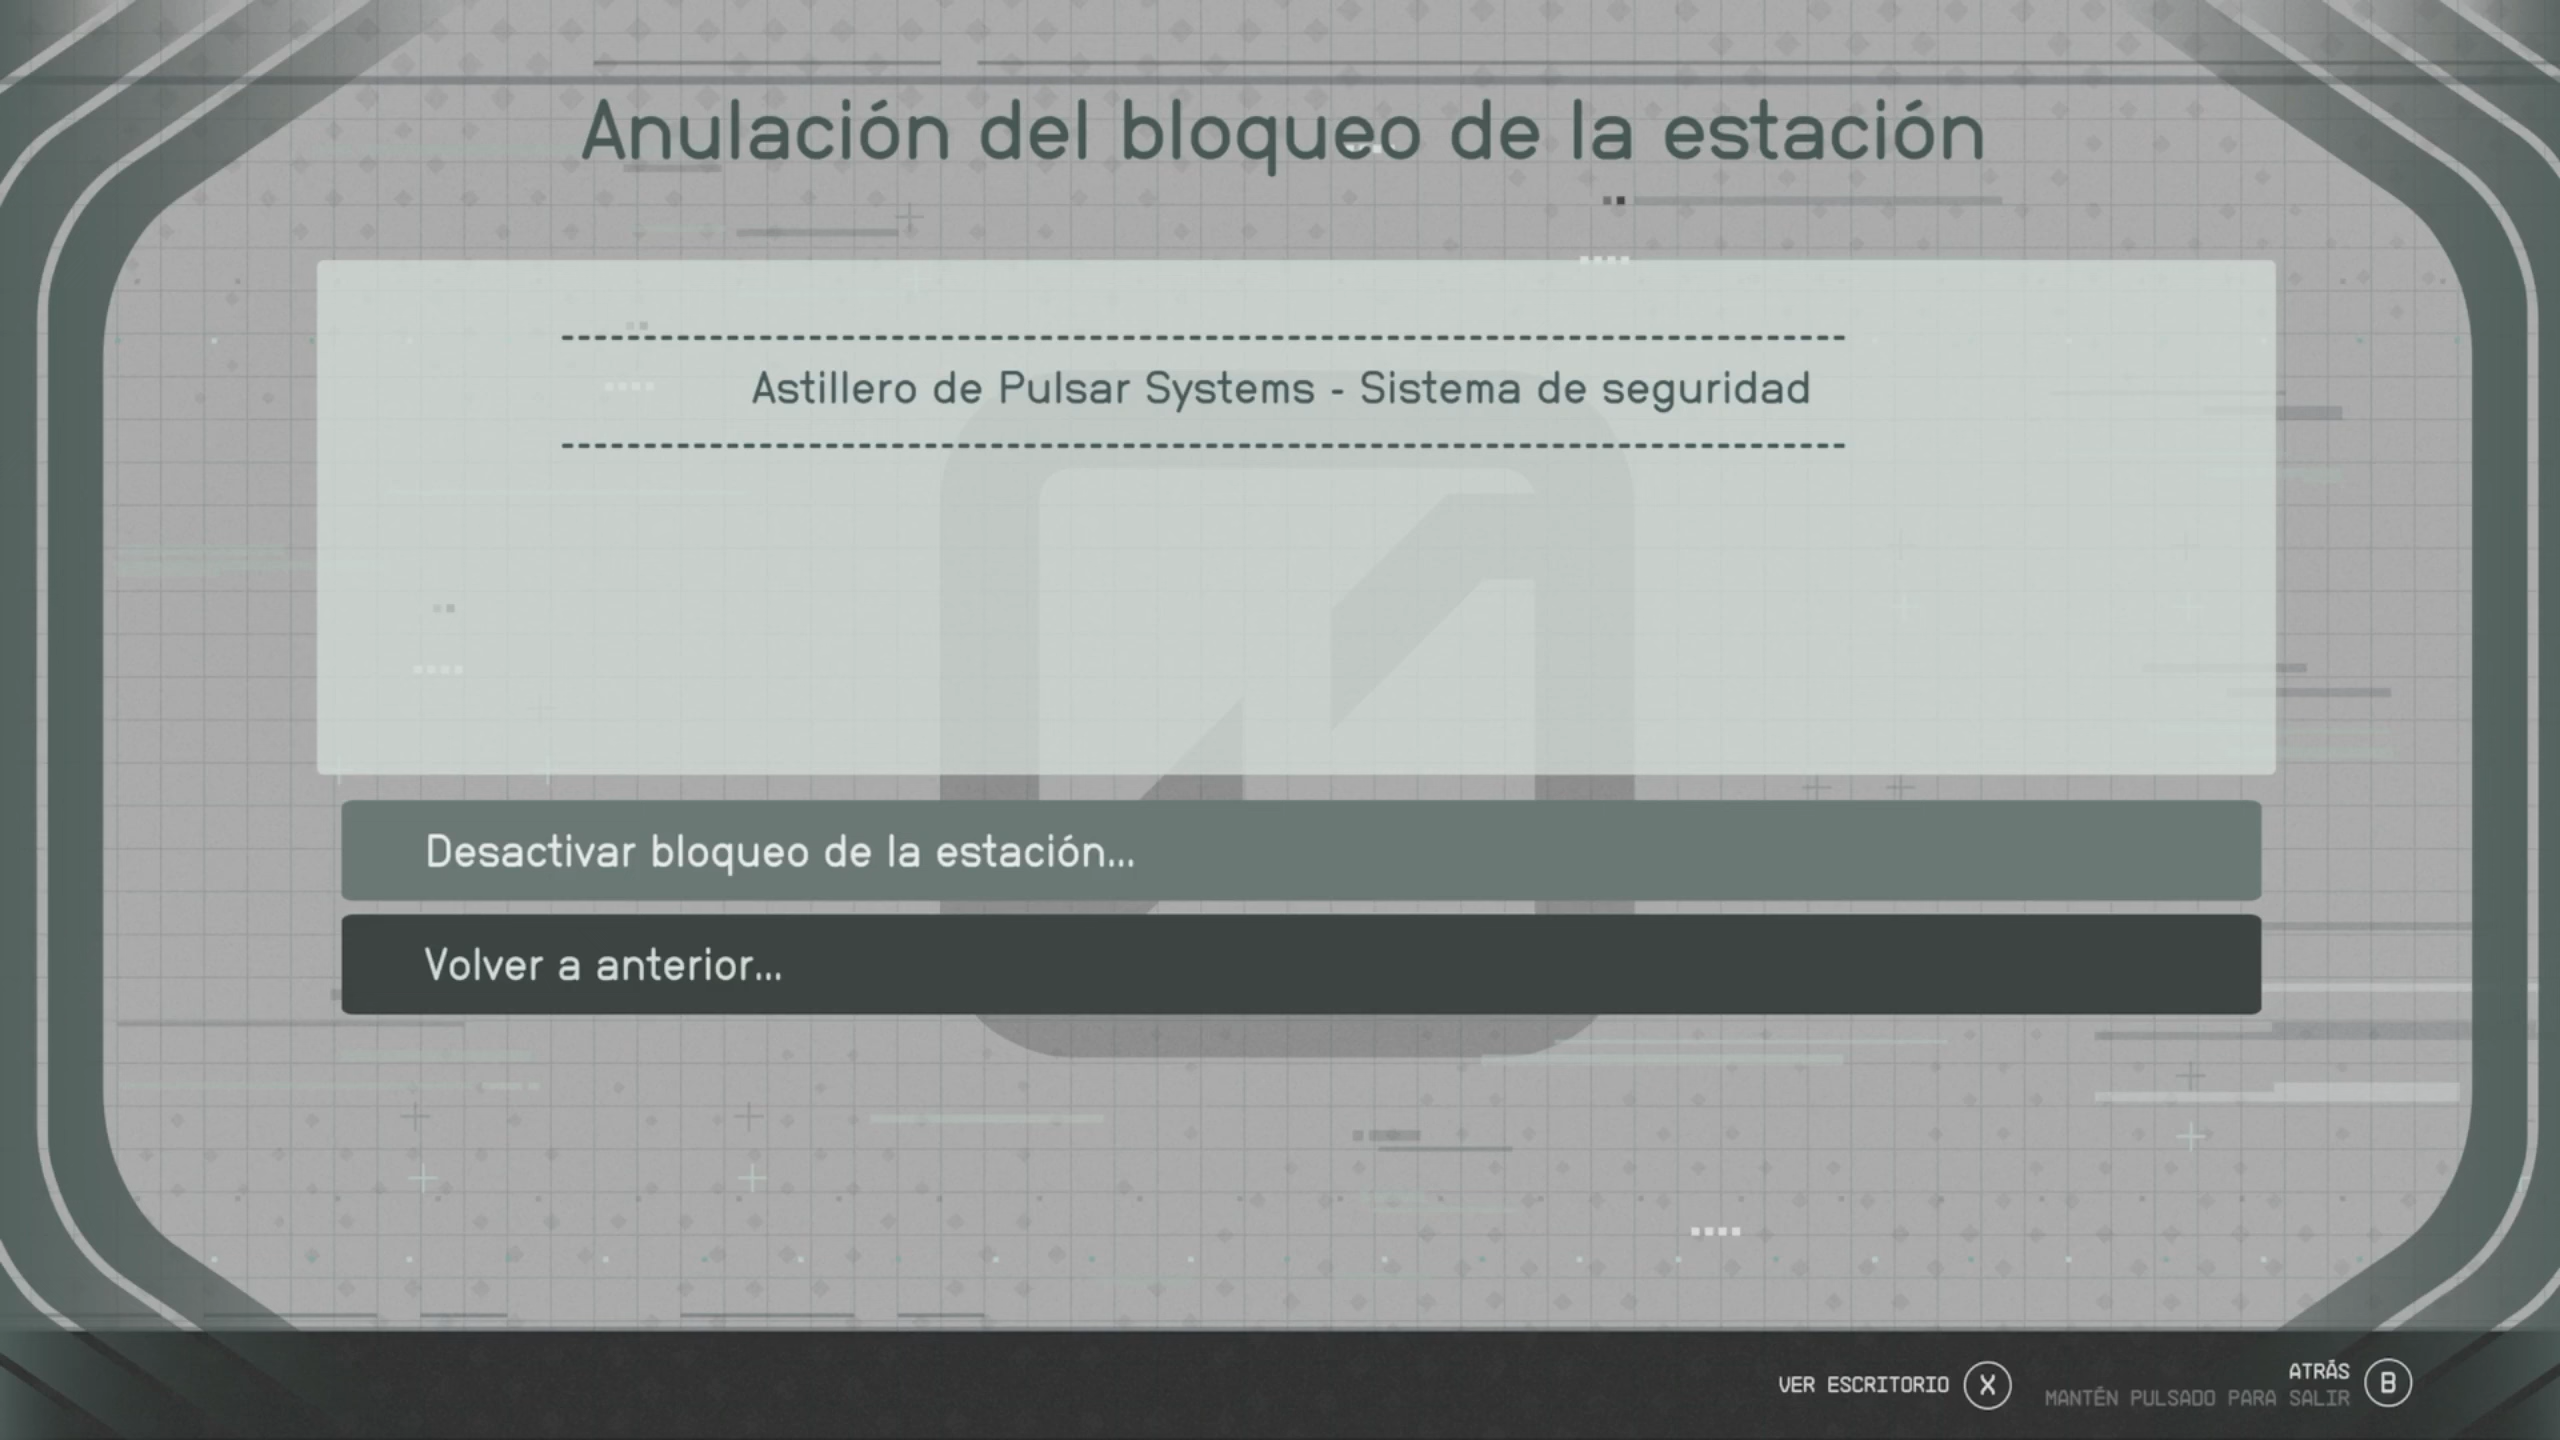 Anulación del bloqueo de la estación
Astillero de Pulsar Systems - Sistema de seguridad
Desactivar bloqueo de la estación...
Volver a anterior...
VER ESCRITORIO X
ATRÁS B
MANTÉN PULSADO PARA SALIR